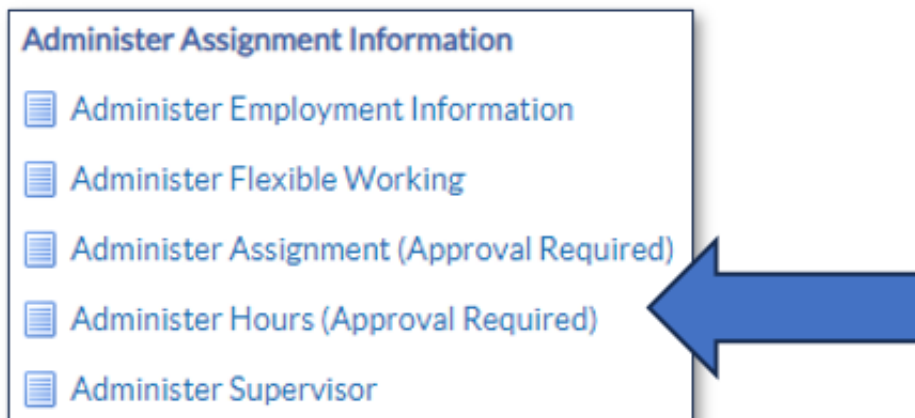 Administer Assignment Information
Administer Employment Information
Administer Flexible Working
Administer Assignment (Approval Required)
Administer Hours (Approval Required)
Administer Supervisor